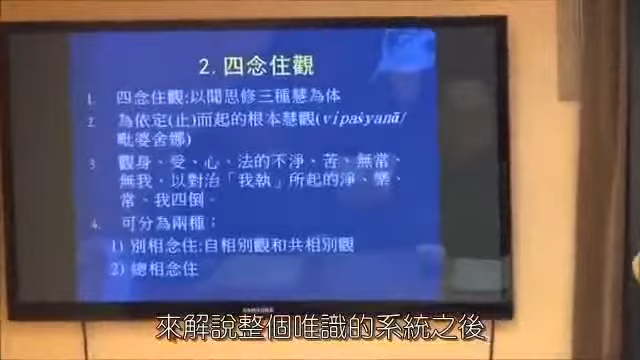 2. 四念住觀
1. 四念住觀:以聞思修三種慧為体
2. 為依定(止)而起的根本慧觀(vipaśyanā/
毗婆舍娜)
3. 觀身、受、心、法的不淨、苦、無常、
無我，以對治「我執」所起的淨、樂、
常、我四倒。
4. 可分為兩種：
1) 別相念住:自相別觀和共相別觀
2) 總相念住
來解說整個唯識的系統之後